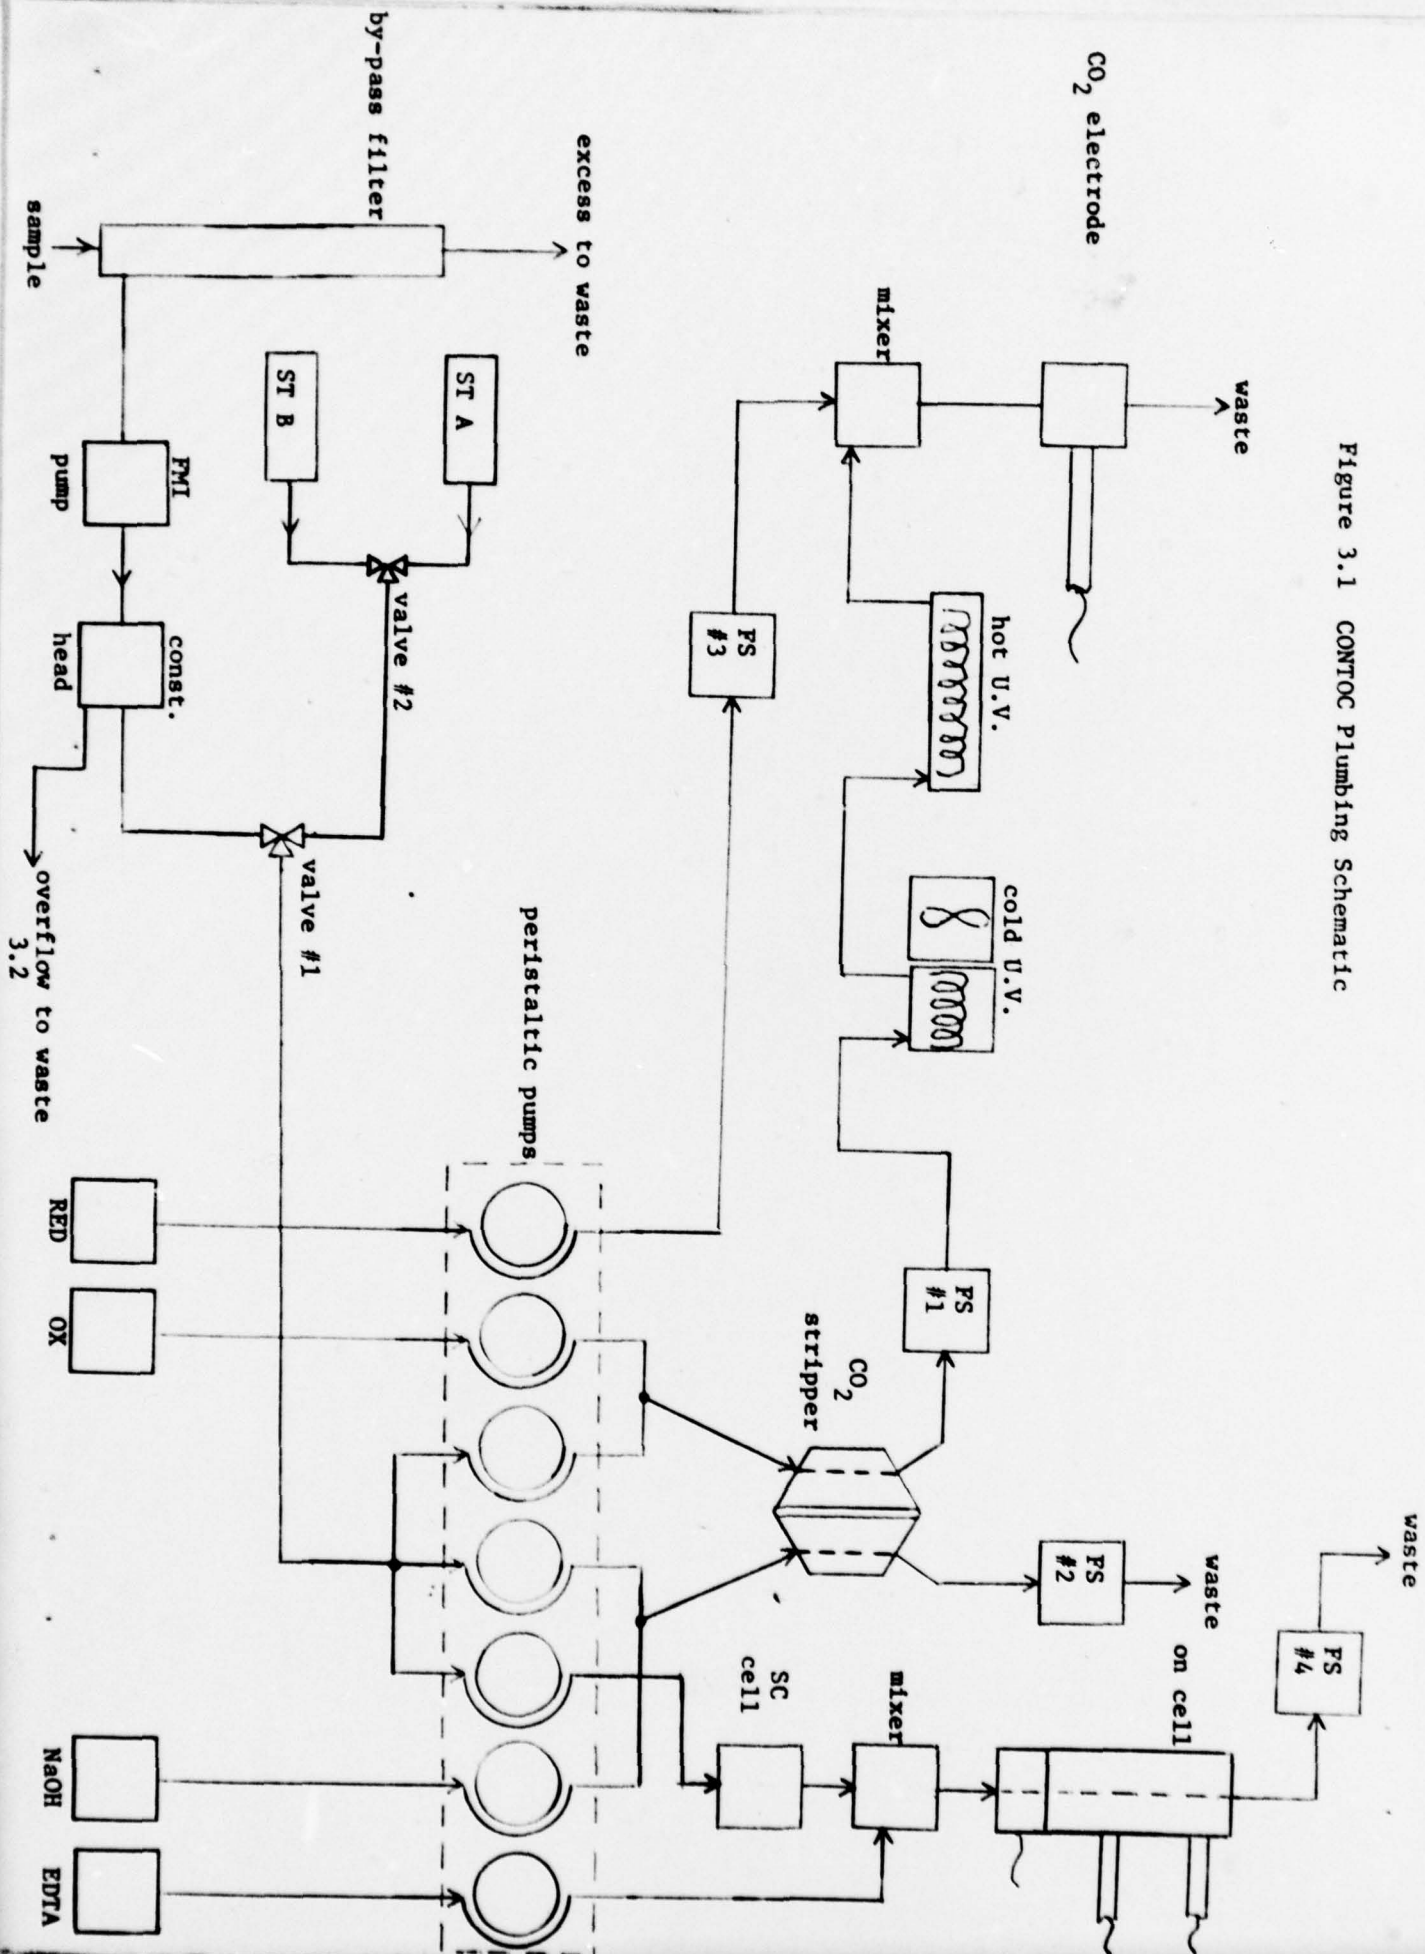 Figure 3.1 CONTOC Plumbing Schematic
CO2 electrode
waste
mixer
hot U.V.
cold U.V.
FS
#3
FS
#1
CO2
stripper
waste
FS
#2
waste
FS
#4
on cell
mixer
SC
cell
excess to waste
by-pass filter
sample
ST A
ST B
valve #2
FMI
pump
const.
head
valve #1
overflow to waste
3.2
peristaltic pumps
RED
OX
NaOH
EDTA